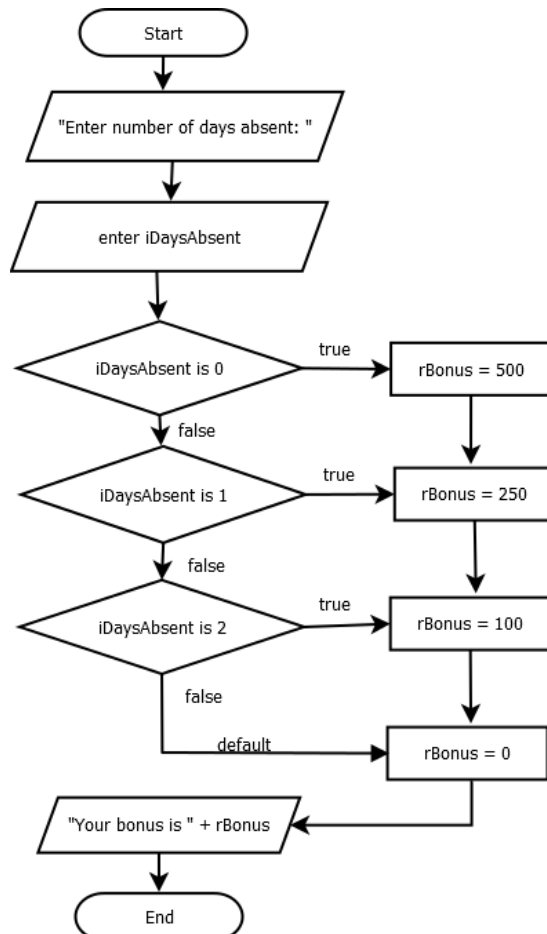 Start
"Enter number of days absent: "
enter iDaysAbsent
iDaysAbsent is 0
true
rBonus = 500
false
iDaysAbsent is 1
true
rBonus = 250
false
iDaysAbsent is 2
true
rBonus = 100
false
default
rBonus = 0
"Your bonus is " + rBonus
End